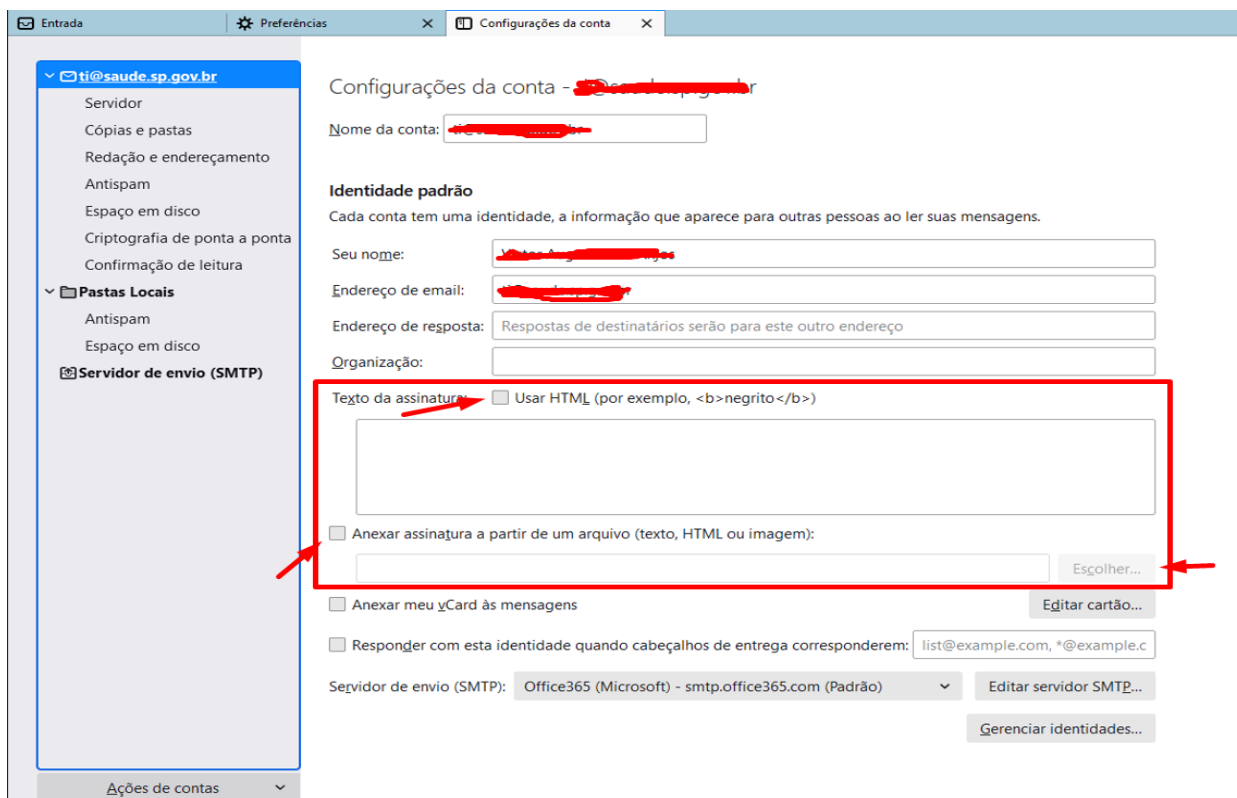 Entrada
Preferências
Configurações da conta
ti@saude.sp.gov.br
Servidor
Cópias e pastas
Redação e endereçamento
Antispam
Espaço em disco
Criptografia de ponta a ponta
Confirmação de leitura
Pastas Locais
Antispam
Espaço em disco
Servidor de envio (SMTP)
Ações de contas
Configurações da conta -
Nome da conta:
Identidade padrão
Cada conta tem uma identidade, a informação que aparece para outras pessoas ao ler suas mensagens.
Seu nome:
Endereço de email:
Endereço de resposta: Respostas de destinatários serão para este outro endereço
Organização:
Texto da assinatura: Usar HTML (por exemplo, <b>negrito</b>)
Anexar assinatura a partir de um arquivo (texto, HTML ou imagem):
Escolher...
Anexar meu vCard às mensagens Editar cartão...
Responder com esta identidade quando cabeçalhos de entrega corresponderem: list@example.com, *@example.c
Servidor de envio (SMTP): Office365 (Microsoft) - smtp.office365.com (Padrão) Editar servidor SMTP...
Gerenciar identidades...